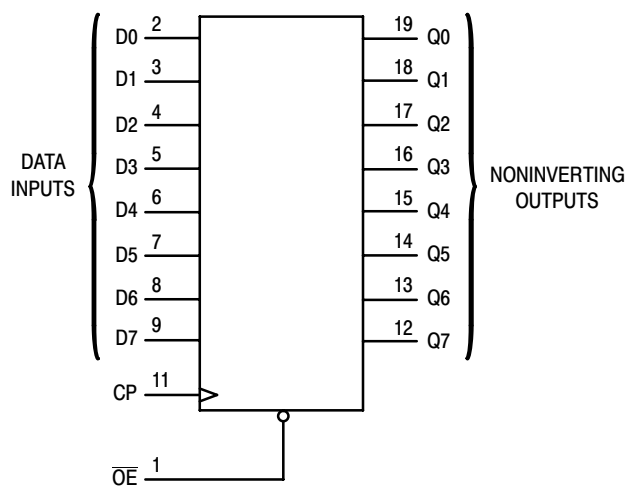 D0 2
D1 3
D2 4
D3 5
D4 6
D5 7
D6 8
D7 9
DATA
INPUTS
CP 11
OE 1
19 Q0
18 Q1
17 Q2
16 Q3
15 Q4
14 Q5
13 Q6
12 Q7
NONINVERTING
OUTPUTS